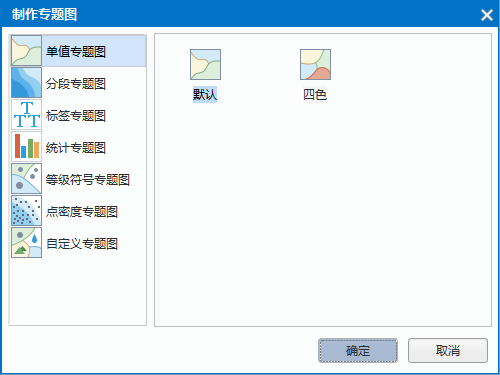 制作专题图
单值专题图
分段专题图
标签专题图
统计专题图
等级符号专题图
点密度专题图
自定义专题图
默认
四色
确定
取消